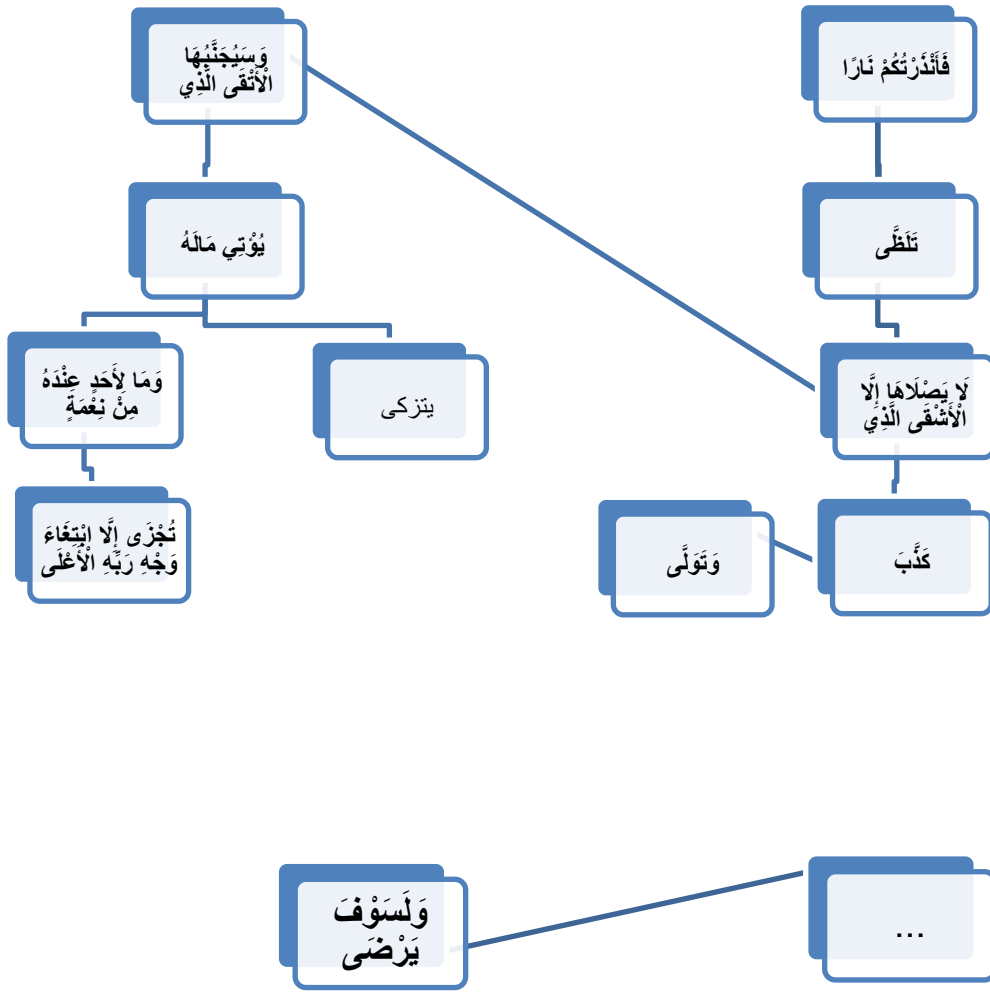 فَأَنْذَرْتُكُمْ نَارًا
تَلَظَّى
لَا يَصْلَاهَا إِلَّا
الْأَشْقَى الَّذِي
كَذَّبَ
وَتَوَلَّى
وَسَيُجَنَّبُهَا
الْأَتْقَى الَّذِي
يُؤْتِي مَالَهُ
يتزكى
وَمَا لِأَحَدٍ عِنْدَهُ
مِنْ نِعْمَةٍ
تُجْزَى إِلَّا ابْتِغَاءَ
وَجْهِ رَبِّهِ الْأَعْلَى
...
وَلَسَوْفَ
يَرْضَى